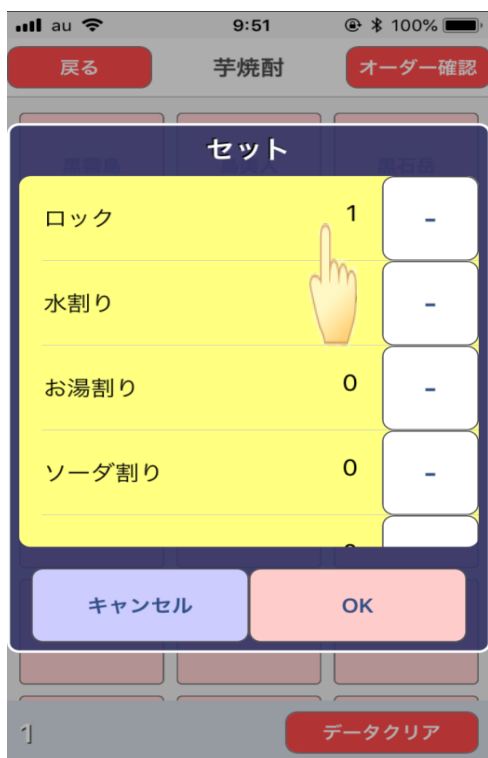 au 9:51 100%
戻る 芋焼酎 オーダー確認
セット
ロック 1 -
水割り -
お湯割り 0 -
ソーダ割り 0 -
キャンセル OK
1 データクリア